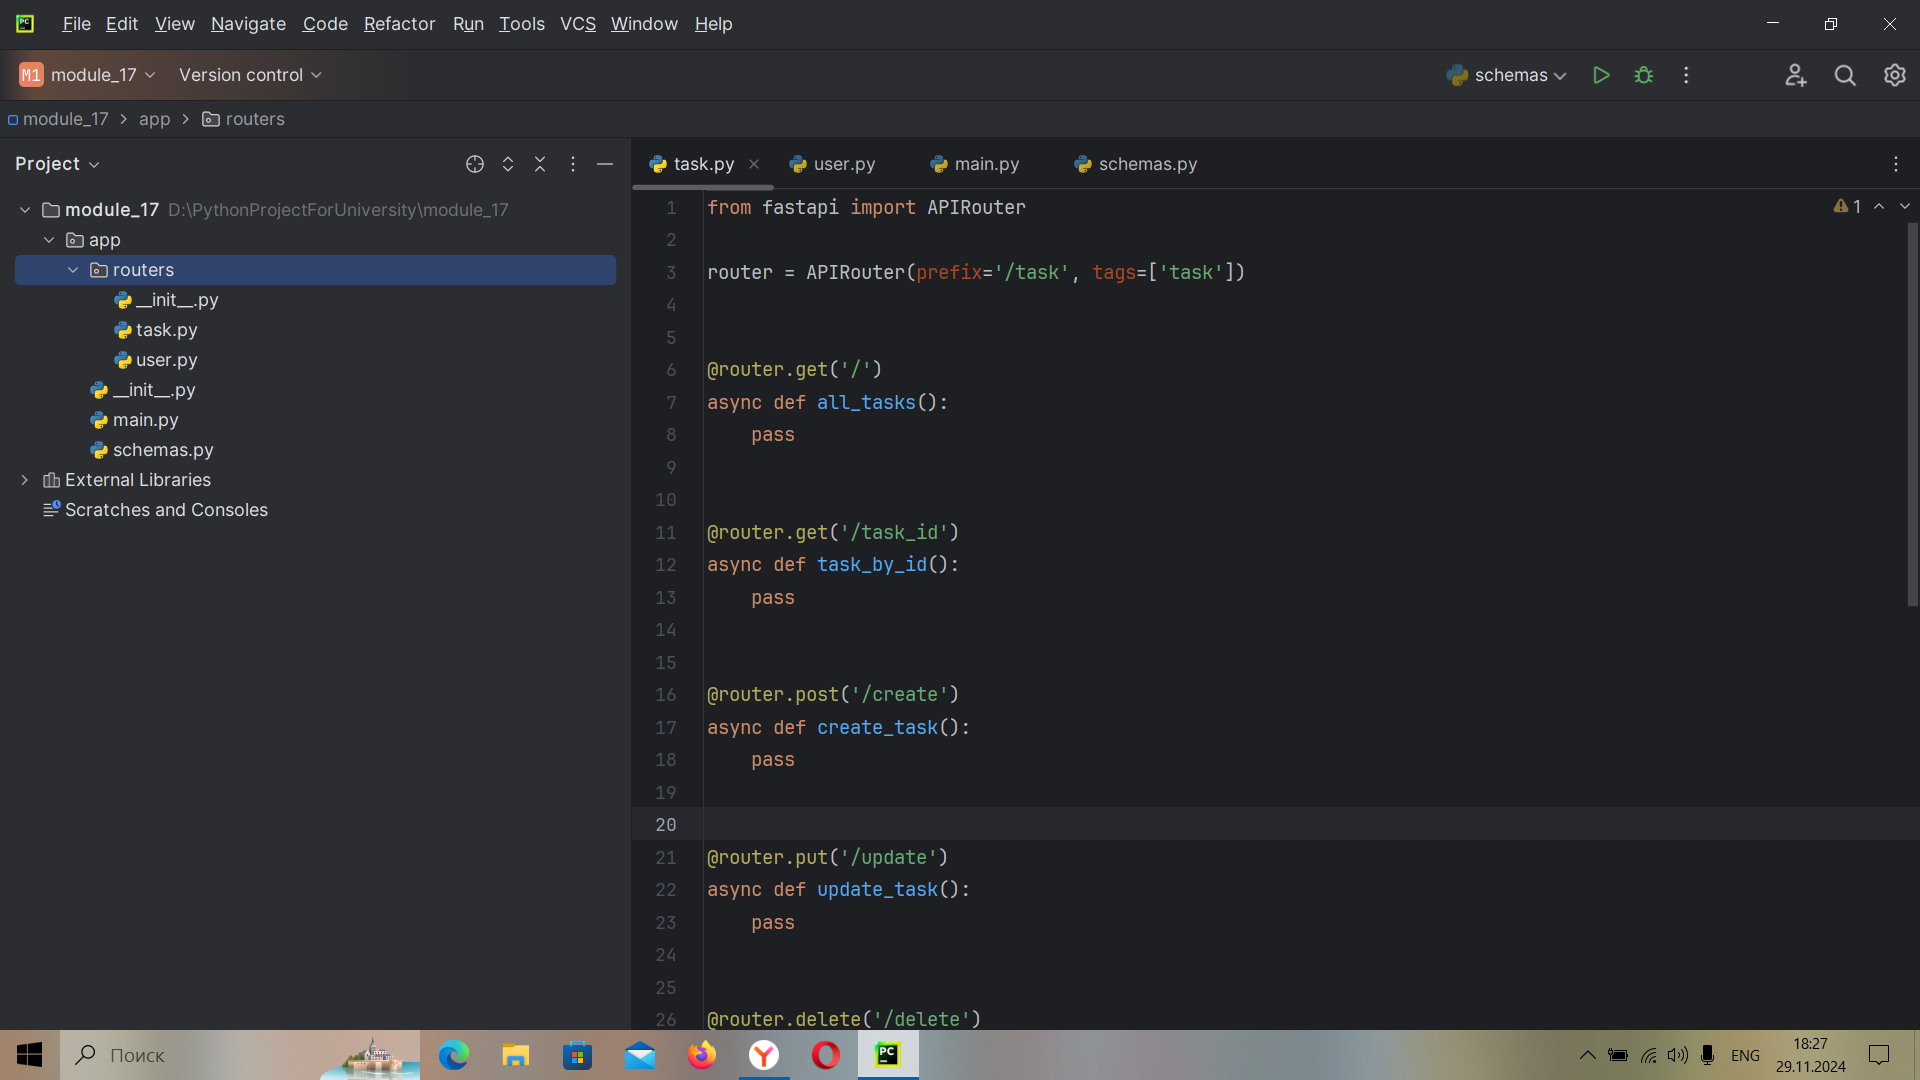 PC File Edit View Navigate Code Refactor Run Tools VCS Window Help
M1 module_17 Version control schemas
module_17 app routers
Project
task.py user.py main.py schemas.py
module_17 D:\PythonProjectForUniversity\module_17
app
routers
__init__.py
task.py
user.py
__init__.py
main.py
schemas.py
External Libraries
Scratches and Consoles
1 from fastapi import APIRouter
1
2
3 router = APIRouter(prefix='/task', tags=['task'])
4
5
6 @router.get('/')
7 async def all_tasks():
8     pass
9
10
11 @router.get('/task_id')
12 async def task_by_id():
13     pass
14
15
16 @router.post('/create')
17 async def create_task():
18     pass
19
20
21 @router.put('/update')
22 async def update_task():
23     pass
24
25
26 @router.delete('/delete')
Поиск
PC
ENG
18:27
29.11.2024